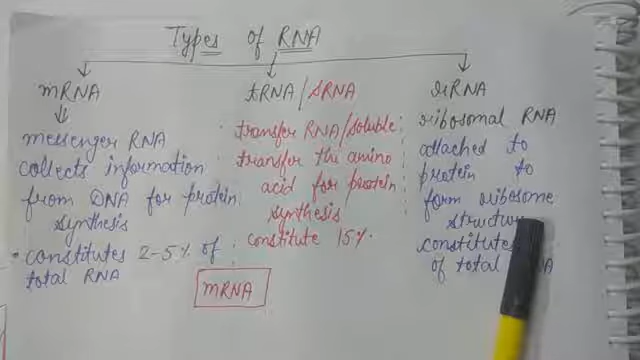 Types of RNA
mRNA
messenger RNA
collects information
from DNA for protein
synthesis
• constitutes 2-5% of
total RNA
tRNA/SRNA
transfer RNA/soluble
transfer the amino
acid for protein
synthesis
constitute 15%.
rRNA
ribosomal RNA
attached to
protein to
form ribosome
constitutes
of total
mRNA